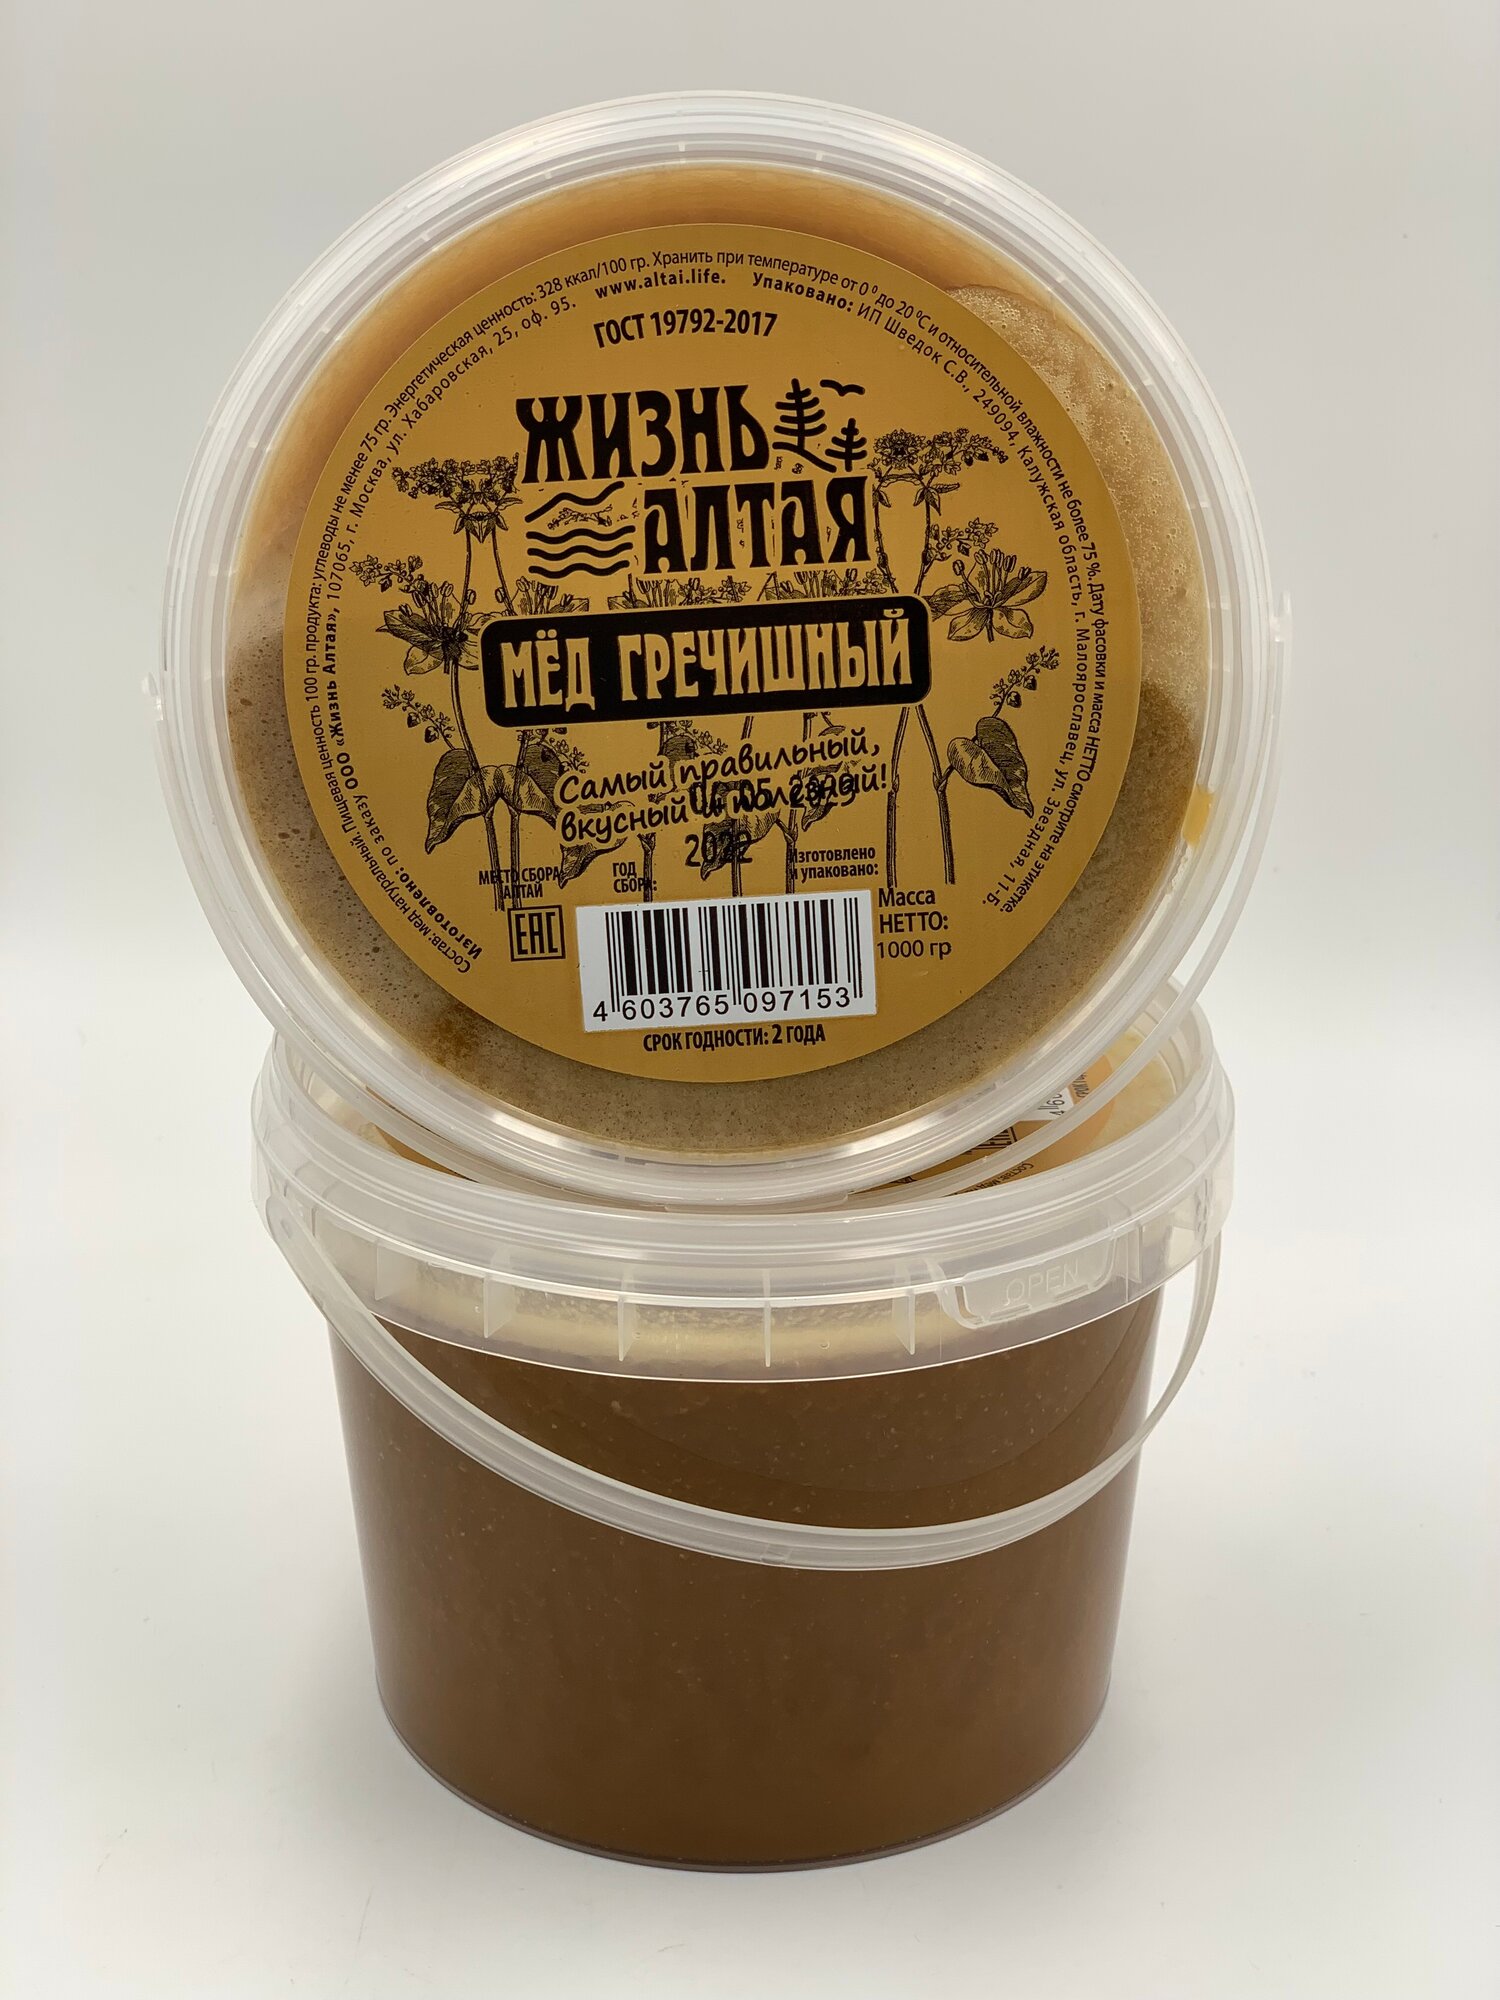 Состав: мед натуральный. Пищевая ценность 100 гр. продукта: углеводы не менее 75 гр. Энергетическая ценность: 328 ккал/100 гр. Хранить при температуре от 0⁰ до 20 ⁰С и относительной влажности не более 75 %. Дату фасовки и масса НЕТТО смотрите на этикетке.
Изготовлено: по заказу ООО «Жизнь Алтая», 107065, г. Москва, ул. Хабаровская, 25, оф. 95. www.altai.life. Упаковано: ИП Шведок С.В., 249094, Калужская область, г. Малоярославец, ул. Звездная, 11-Б.
ГОСТ 19792-2017
ЖИЗНЬ
АЛТАЯ
МЁД ГРЕЧИШНЫЙ
Самый правильный,
вкусный и полезный!
2022
МЕСТО СБОРА
АЛТАЙ
ГОД
СБОРА:
Изготовлено
и упаковано:
EAC
Масса
НЕТТО:
1000 гр
4 603765 097153
СРОК ГОДНОСТИ: 2 ГОДА
OPEN